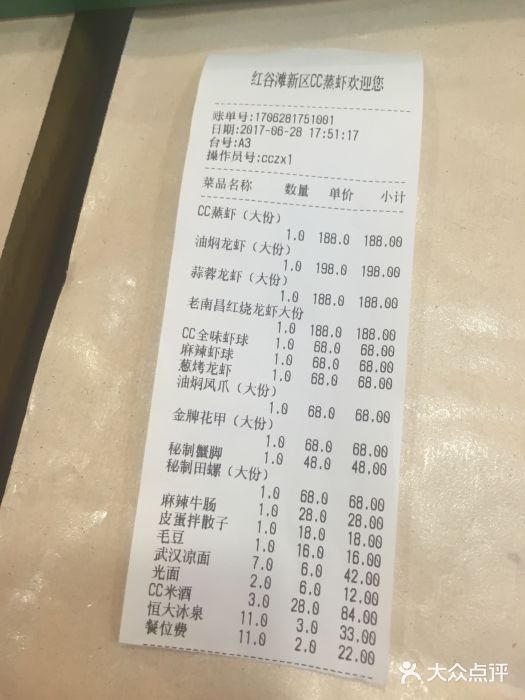 红谷滩新区CC蒸虾欢迎您
账单号:1706281751001
日期:2017-06-28 17:51:17
台号:A3
操作员号:cczx1
菜品名称 数量 单价 小计
CC蒸虾（大份）
1.0 188.0 188.00
油焖龙虾（大份）
1.0 198.0 198.00
蒜蓉龙虾（大份）
1.0 188.0 188.00
老南昌红烧龙虾大份
1.0 188.0 188.00
CC全味虾球 1.0 68.0 68.00
麻辣虾球 1.0 68.0 68.00
葱烤龙虾 1.0 68.0 68.00
油焖凤爪（大份）
1.0 68.0 68.00
金牌花甲（大份）
1.0 68.0 68.00
秘制蟹脚 1.0 48.0 48.00
秘制田螺（大份）
1.0 68.0 68.00
麻辣牛肠 1.0 28.0 28.00
皮蛋拌散子 1.0 18.0 18.00
毛豆 1.0 16.0 16.00
武汉凉面 7.0 6.0 42.00
光面 2.0 6.0 12.00
CC米酒 3.0 28.0 84.00
恒大冰泉 11.0 3.0 33.00
餐位费 11.0 2.0 22.00
大众点评